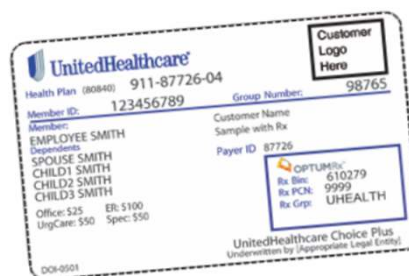 UnitedHealthcare®
Customer
Logo
Here
Health Plan (80840) 911-87726-04
Member ID: 123456789 Group Number: 98765
Member:
EMPLOYEE SMITH
Dependents
SPOUSE SMITH
CHILD1 SMITH
CHILD2 SMITH
CHILD3 SMITH
Customer Name
Sample with Rx
Payer ID 87726
OPTUMRx™
Rx Bin: 610279
Rx PCN: 9999
Rx Grp: UHEALTH
Office: $25 ER: $100
UrgCare: $50 Spec: $50
UnitedHealthcare Choice Plus
Underwritten by [Appropriate Legal Entity]
DOI-0501